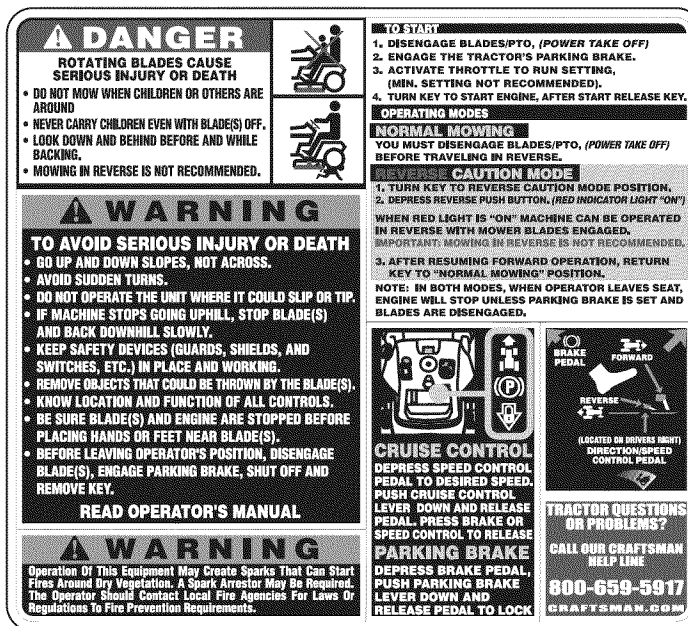 DANGER
ROTATING BLADES CAUSE
SERIOUS INJURY OR DEATH
• DO NOT MOW WHEN CHILDREN OR OTHERS ARE
AROUND
• NEVER CARRY CHILDREN EVEN WITH BLADE(S) OFF.
• LOOK DOWN AND BEHIND BEFORE AND WHILE
BACKING.
• MOWING IN REVERSE IS NOT RECOMMENDED.
WARNING
TO AVOID SERIOUS INJURY OR DEATH
• GO UP AND DOWN SLOPES, NOT ACROSS.
• AVOID SUDDEN TURNS.
• DO NOT OPERATE THE UNIT WHERE IT COULD SLIP OR TIP.
• IF MACHINE STOPS GOING UPHILL, STOP BLADE(S)
AND BACK DOWNHILL SLOWLY.
• KEEP SAFETY DEVICES (GUARDS, SHIELDS, AND
SWITCHES, ETC.) IN PLACE AND WORKING.
• REMOVE OBJECTS THAT COULD BE THROWN BY THE BLADE(S).
• KNOW LOCATION AND FUNCTION OF ALL CONTROLS.
• BE SURE BLADE(S) AND ENGINE ARE STOPPED BEFORE
PLACING HANDS OR FEET NEAR BLADE(S).
• BEFORE LEAVING OPERATOR'S POSITION, DISENGAGE
BLADE(S), ENGAGE PARKING BRAKE, SHUT OFF AND
REMOVE KEY.
READ OPERATOR'S MANUAL
WARNING
Operation Of This Equipment May Create Sparks That Can Start
Fires Around Dry Vegetation. A Spark Arrestor May Be Required.
The Operator Should Contact Local Fire Agencies For Laws Or
Regulations To Fire Prevention Requirements.
TO START
1. DISENGAGE BLADES/PTO, (POWER TAKE OFF)
2. ENGAGE THE TRACTOR'S PARKING BRAKE.
3. ACTIVATE THROTTLE TO RUN SETTING,
(MIN. SETTING NOT RECOMMENDED).
4. TURN KEY TO START ENGINE, AFTER START RELEASE KEY.
OPERATING MODES
NORMAL MOWING
YOU MUST DISENGAGE BLADES/PTO, (POWER TAKE OFF)
BEFORE TRAVELING IN REVERSE.
REVERSE CAUTION MODE
1. TURN KEY TO REVERSE CAUTION MODE POSITION.
2. DEPRESS REVERSE PUSH BUTTON. (RED INDICATOR LIGHT "ON")
WHEN RED LIGHT IS "ON" MACHINE CAN BE OPERATED
IN REVERSE WITH MOWER BLADES ENGAGED.
IMPORTANT: MOWING IN REVERSE IS NOT RECOMMENDED.
3. AFTER RESUMING FORWARD OPERATION, RETURN
KEY TO "NORMAL MOWING" POSITION.
NOTE: IN BOTH MODES, WHEN OPERATOR LEAVES SEAT,
ENGINE WILL STOP UNLESS PARKING BRAKE IS SET AND
BLADES ARE DISENGAGED.
P
CRUISE CONTROL
DEPRESS SPEED CONTROL
PEDAL TO DESIRED SPEED.
PUSH CRUISE CONTROL
LEVER DOWN AND RELEASE
PEDAL. PRESS BRAKE OR
SPEED CONTROL TO RELEASE
PARKING BRAKE
DEPRESS BRAKE PEDAL,
PUSH PARKING BRAKE
LEVER DOWN AND
RELEASE PEDAL TO LOCK
BRAKE
PEDAL
FORWARD
REVERSE
(LOCATED ON DRIVERS RIGHT)
DIRECTION/SPEED
CONTROL PEDAL
TRACTOR QUESTIONS
OR PROBLEMS?
CALL OUR CRAFTSMAN
HELP LINE
800-659-5917
CRAFTSMAN.COM